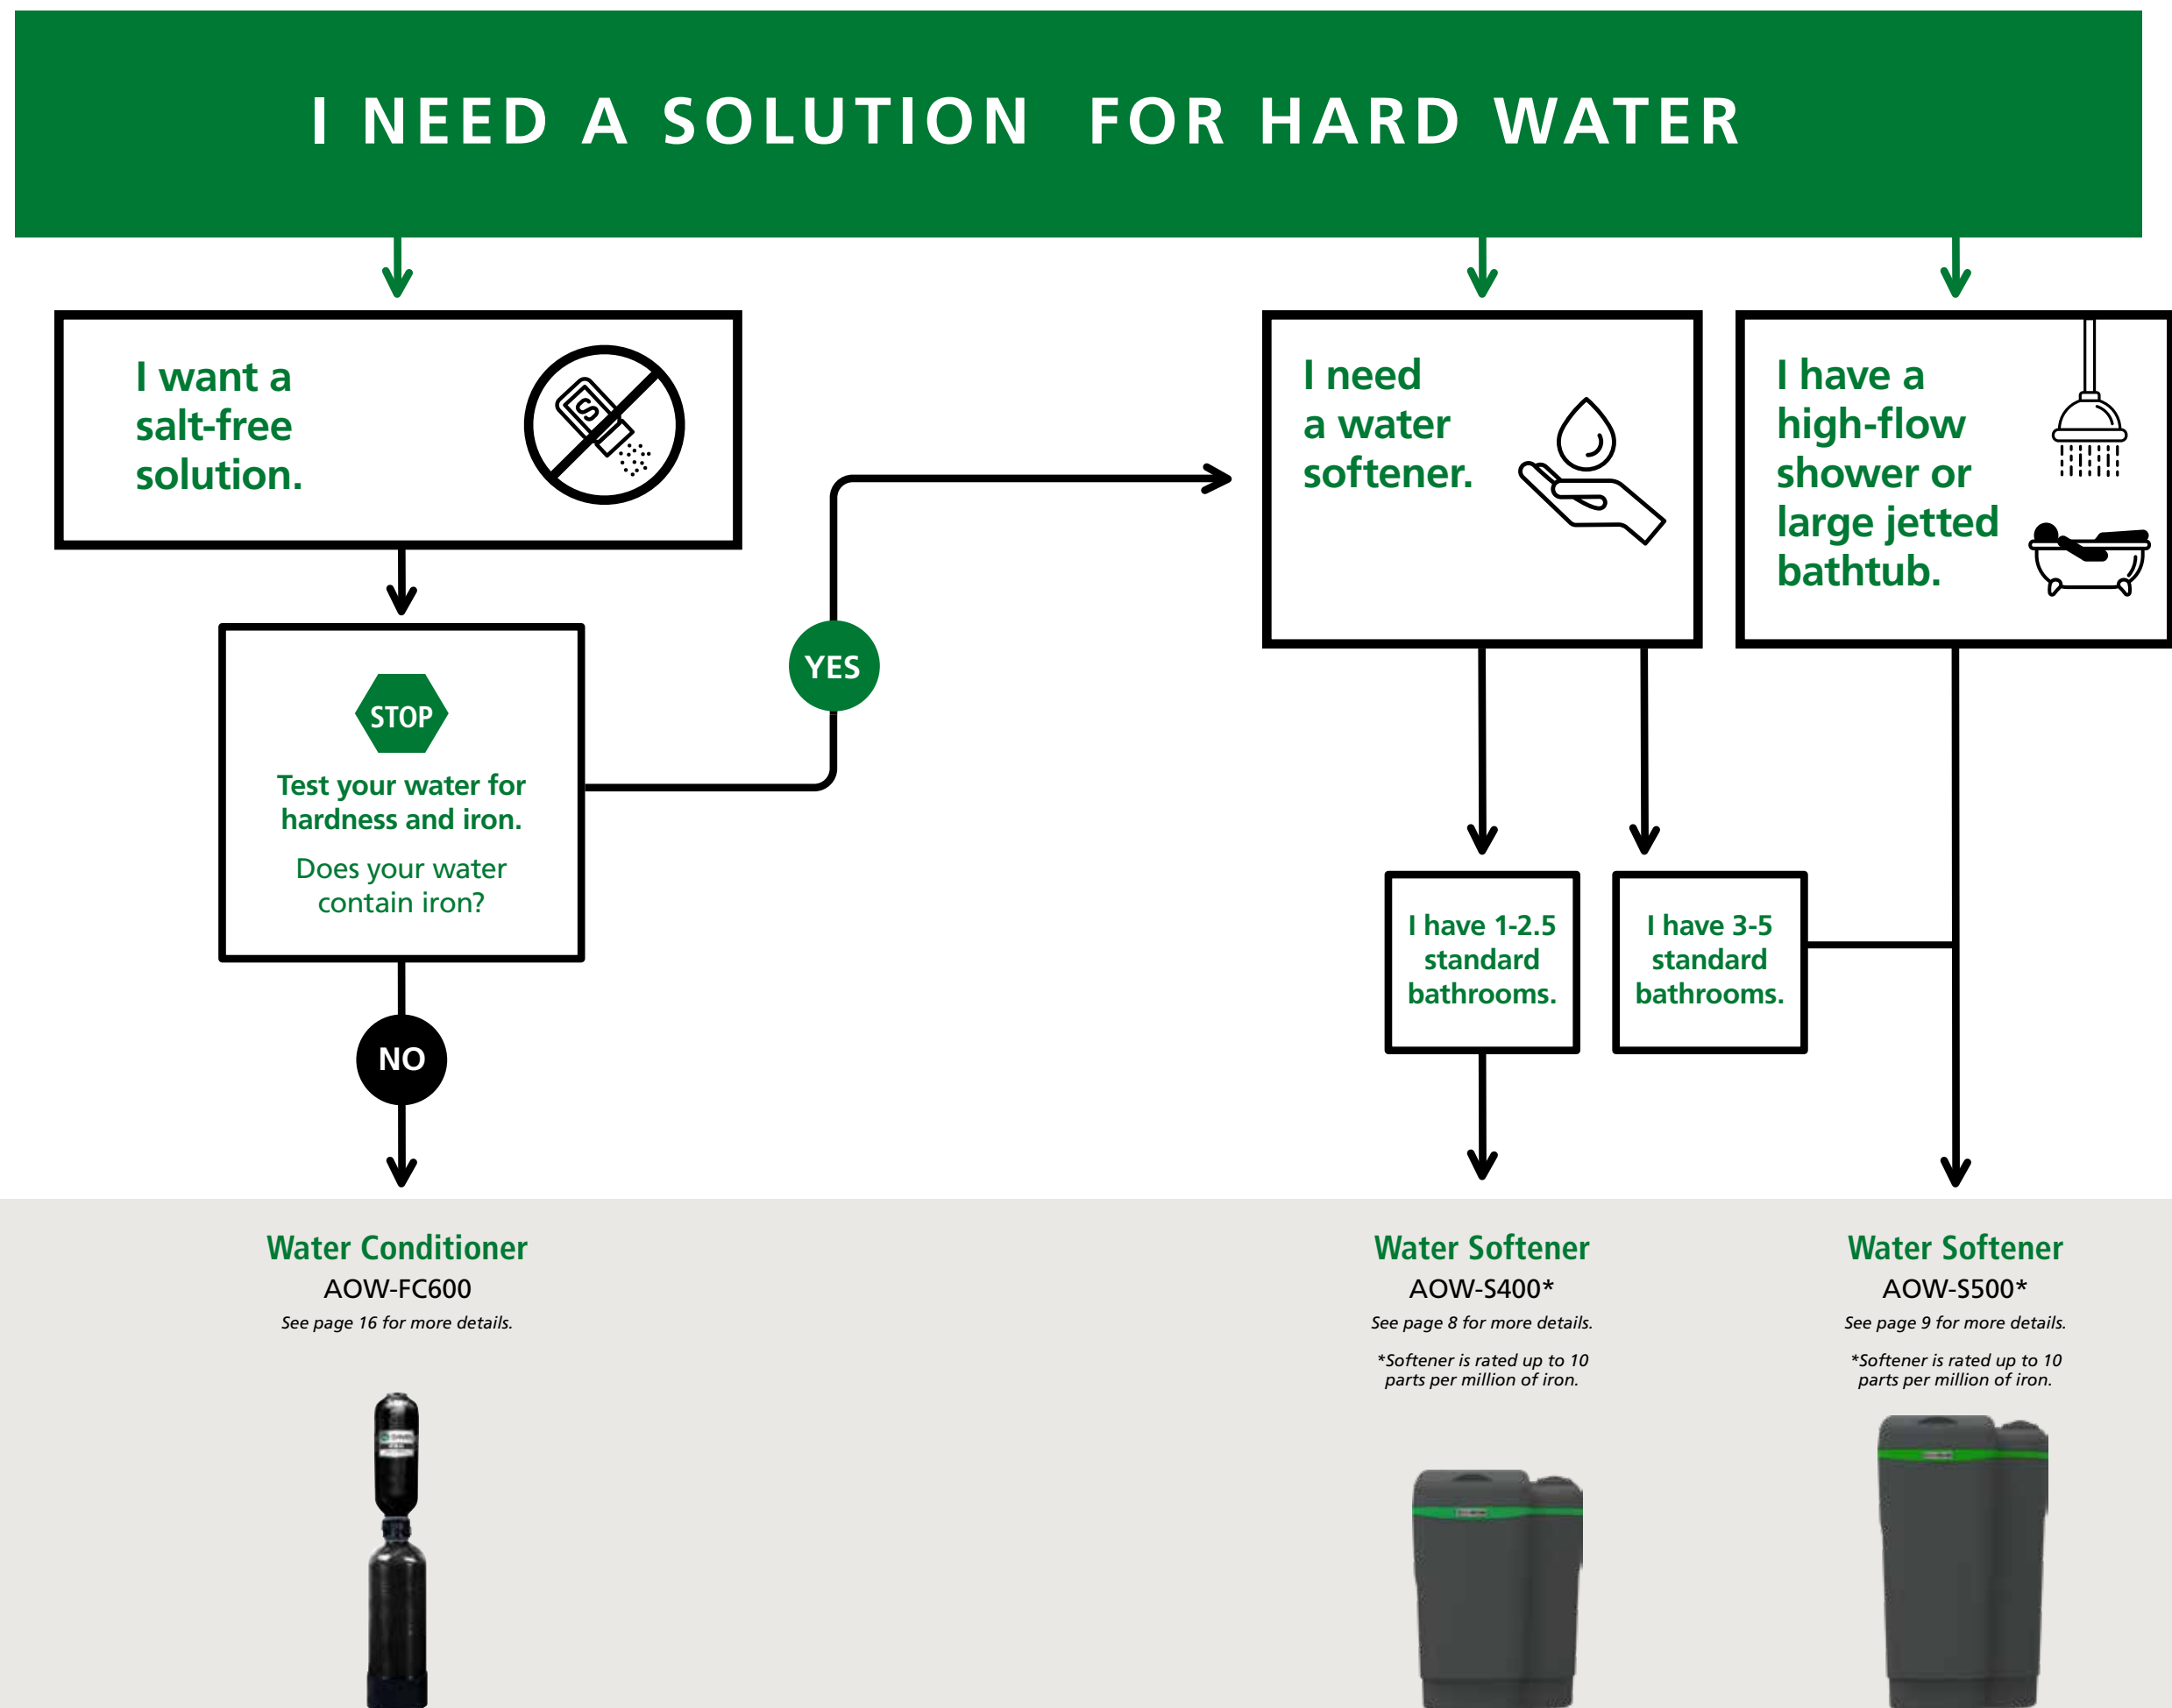 I NEED A SOLUTION FOR HARD WATER
I want a
salt-free
solution.
S
I need
a water
softener.
I have a
high-flow
shower or
large jetted
bathtub.
YES
STOP
Test your water for
hardness and iron.
Does your water
contain iron?
I have 1-2.5
standard
bathrooms.
I have 3-5
standard
bathrooms.
NO
Water Conditioner
AOW-FC600
See page 16 for more details.
Water Softener
AOW-S400*
See page 8 for more details.
*Softener is rated up to 10
parts per million of iron.
Water Softener
AOW-S500*
See page 9 for more details.
*Softener is rated up to 10
parts per million of iron.